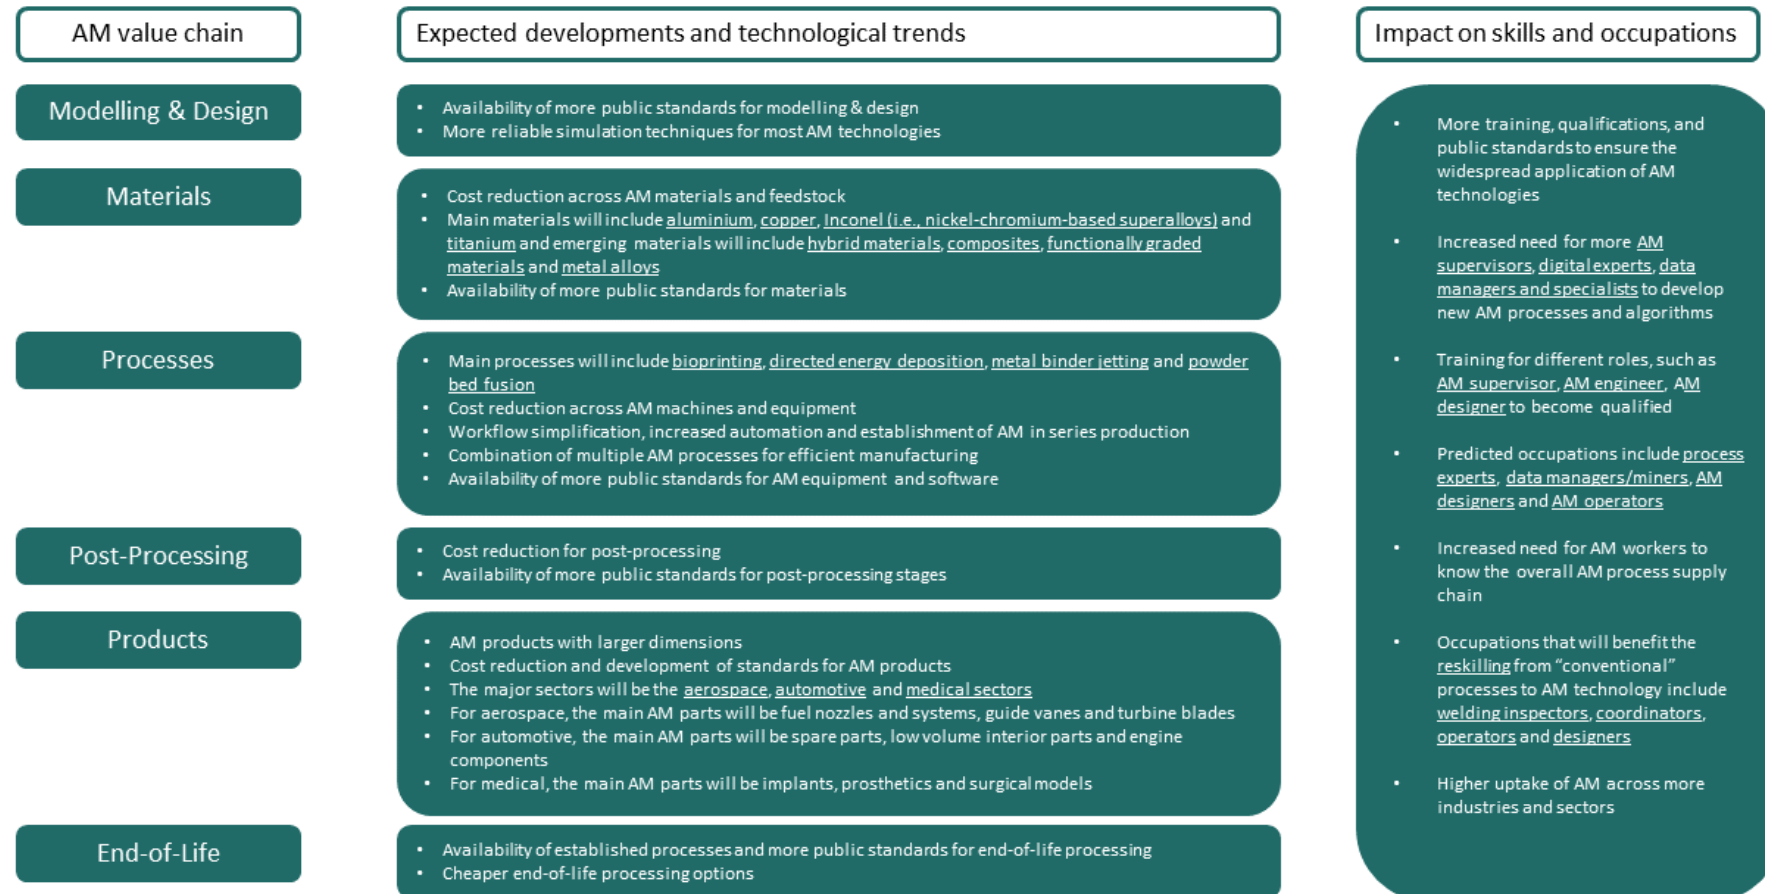 AM value chain
Expected developments and technological trends
Impact on skills and occupations
Modelling & Design
• Availability of more public standards for modelling & design
• More reliable simulation techniques for most AM technologies
Materials
• Cost reduction across AM materials and feedstock
• Main materials will include aluminium, copper, Inconel (i.e., nickel-chromium-based superalloys) and
titanium and emerging materials will include hybrid materials, composites, functionally graded
materials and metal alloys
• Availability of more public standards for materials
Processes
• Main processes will include bioprinting, directed energy deposition, metal binder jetting and powder
bed fusion
• Cost reduction across AM machines and equipment
• Workflow simplification, increased automation and establishment of AM in series production
• Combination of multiple AM processes for efficient manufacturing
• Availability of more public standards for AM equipment and software
Post-Processing
• Cost reduction for post-processing
• Availability of more public standards for post-processing stages
Products
• AM products with larger dimensions
• Cost reduction and development of standards for AM products
• The major sectors will be the aerospace, automotive and medical sectors
• For aerospace, the main AM parts will be fuel nozzles and systems, guide vanes and turbine blades
• For automotive, the main AM parts will be spare parts, low volume interior parts and engine
components
• For medical, the main AM parts will be implants, prosthetics and surgical models
End-of-Life
• Availability of established processes and more public standards for end-of-life processing
• Cheaper end-of-life processing options
• More training, qualifications, and
public standards to ensure the
widespread application of AM
technologies
• Increased need for more AM
supervisors, digital experts, data
managers and specialists to develop
new AM processes and algorithms
• Training for different roles, such as
AM supervisor, AM engineer, AM
designer to become qualified
• Predicted occupations include process
experts, data managers/miners, AM
designers and AM operators
• Increased need for AM workers to
know the overall AM process supply
chain
• Occupations that will benefit the
reskilling from “conventional”
processes to AM technology include
welding inspectors, coordinators,
operators and designers
• Higher uptake of AM across more
industries and sectors